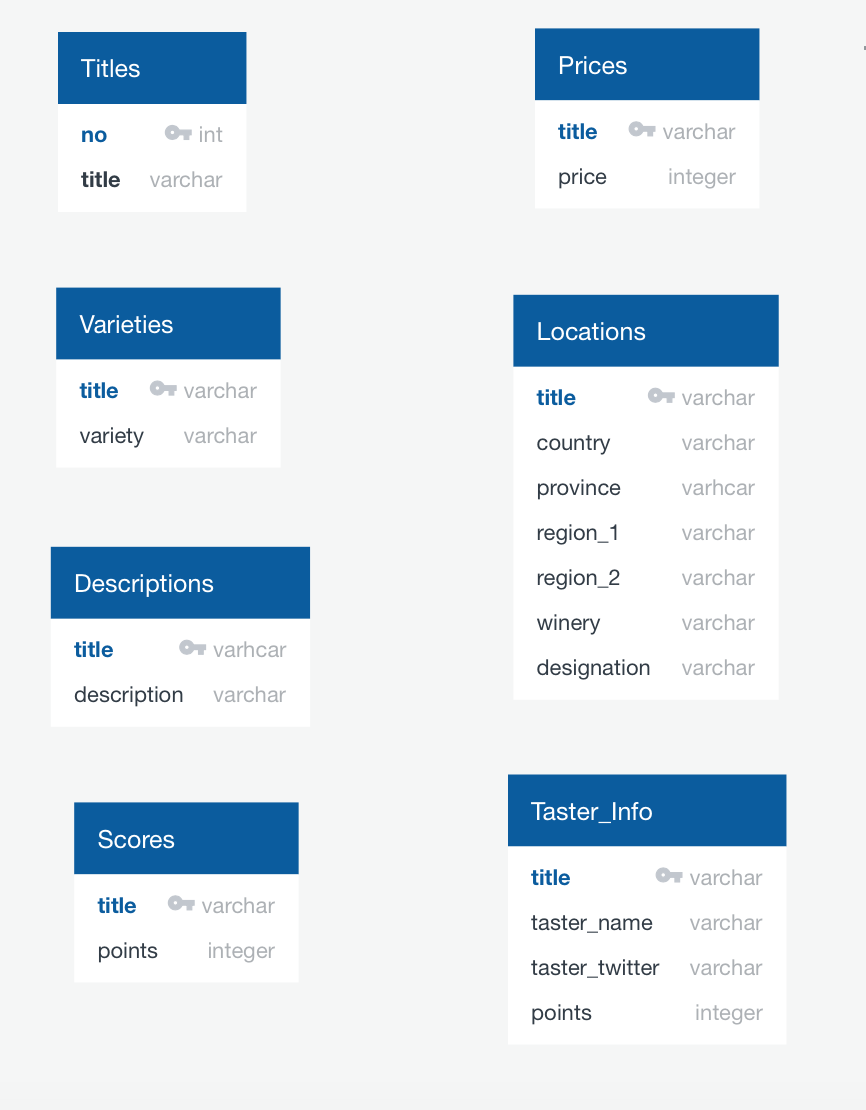 Titles
no int
title varchar
Varieties
title varchar
variety varchar
Descriptions
title varhcar
description varchar
Scores
title varchar
points integer
Prices
title varchar
price integer
Locations
title varchar
country varchar
province varhcar
region_1 varchar
region_2 varchar
winery varchar
designation varchar
Taster_Info
title varchar
taster_name varchar
taster_twitter varchar
points integer